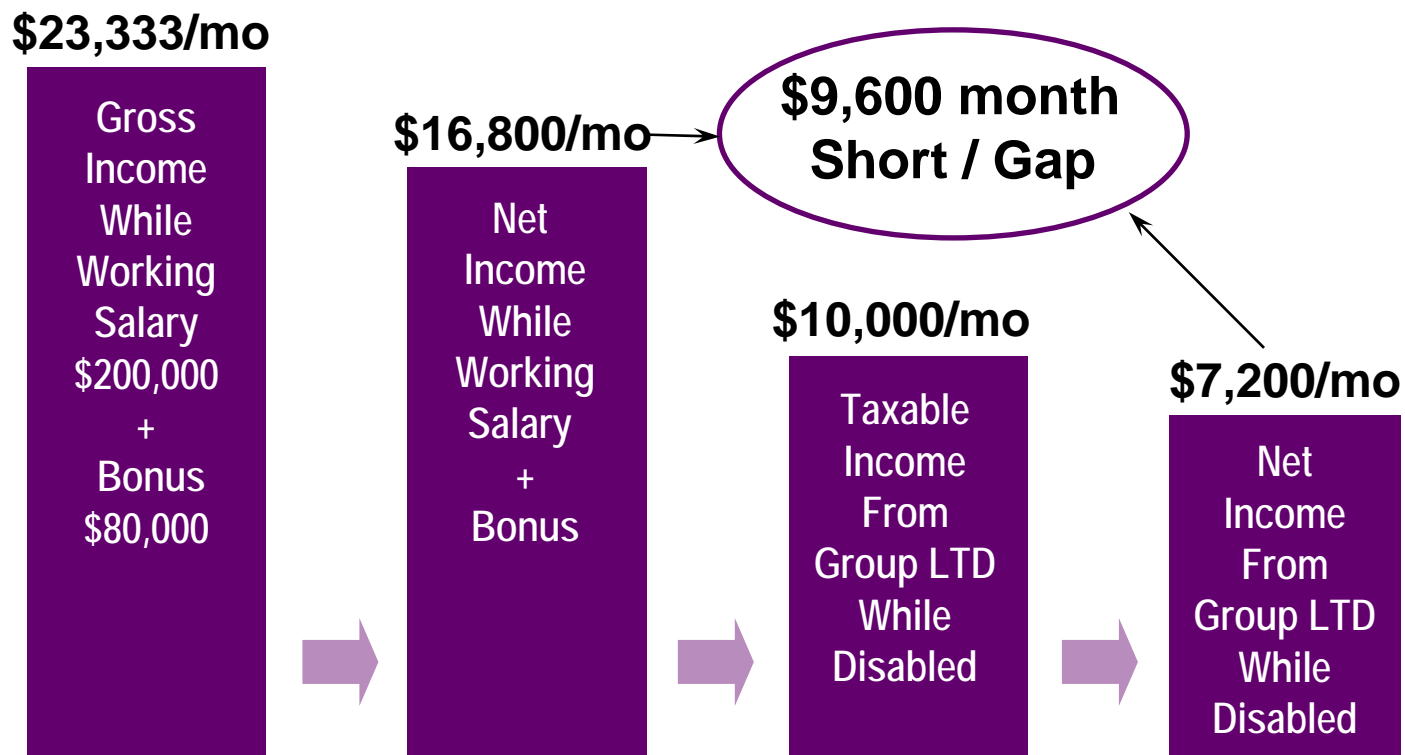 $23,333/mo
Gross
Income
While
Working
Salary
$200,000
+
Bonus
$80,000
$16,800/mo
Net
Income
While
Working
Salary
+
Bonus
$9,600 month
Short / Gap
$10,000/mo
Taxable
Income
From
Group LTD
While
Disabled
$7,200/mo
Net
Income
From
Group LTD
While
Disabled